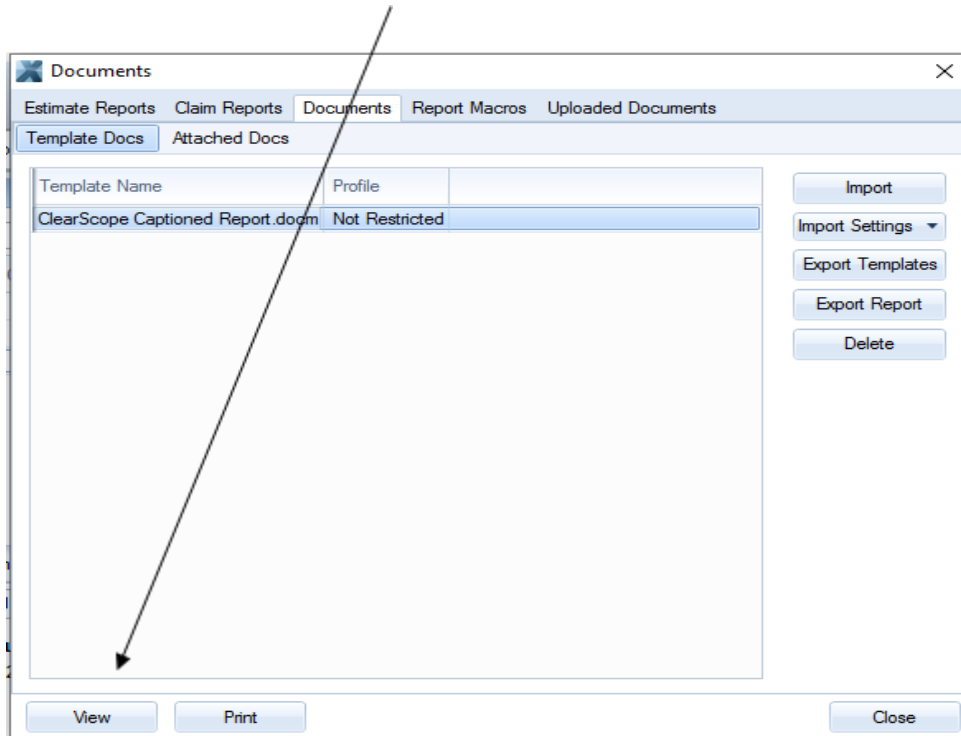 Documents
Estimate Reports Claim Reports Documents Report Macros Uploaded Documents
Template Docs Attached Docs
Template Name Profile
ClearScope Captioned Report.docm Not Restricted
Import
Import Settings
Export Templates
Export Report
Delete
View Print Close